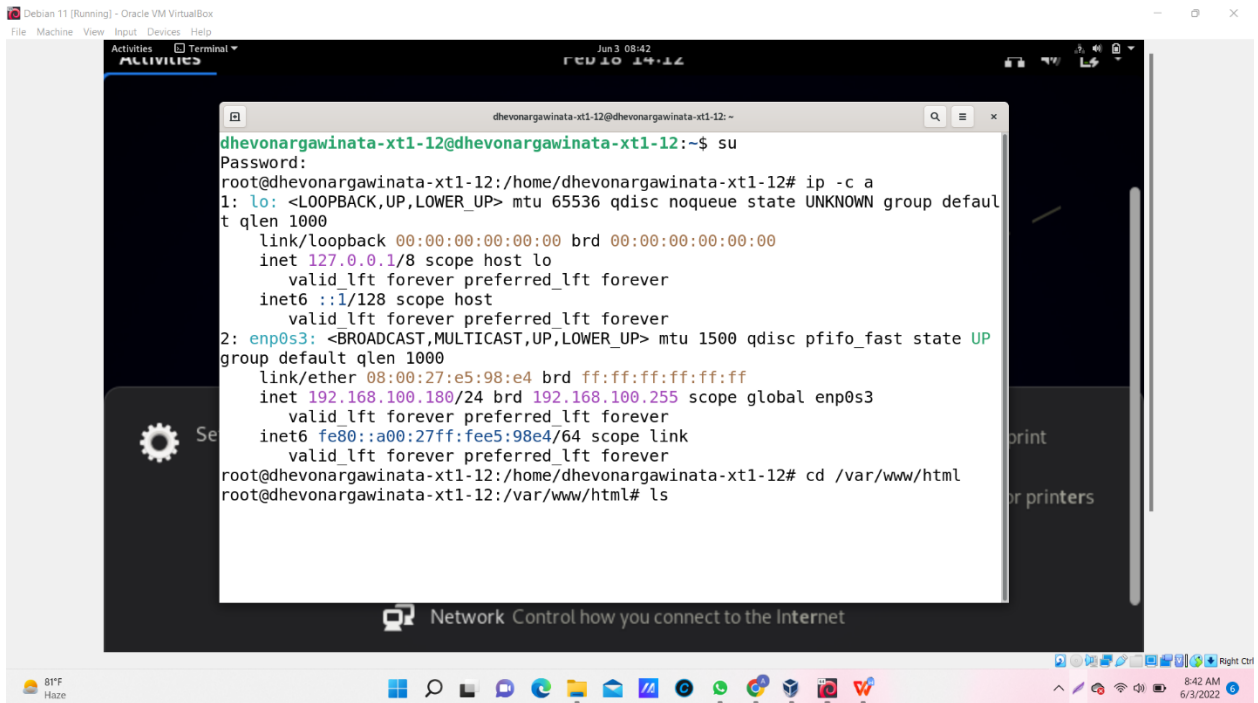 Debian 11 [Running] - Oracle VM VirtualBox
File Machine View Input Devices Help
Activities Terminal Jun 3 08:42
Activities Feb 18 14:12
dhevonargawinata-xt1-12@dhevonargawinata-xt1-12: ~
dhevonargawinata-xt1-12@dhevonargawinata-xt1-12:~$ su
Password:
root@dhevonargawinata-xt1-12:/home/dhevonargawinata-xt1-12# ip -c a
1: lo: <LOOPBACK,UP,LOWER_UP> mtu 65536 qdisc noqueue state UNKNOWN group defaul
t qlen 1000
link/loopback 00:00:00:00:00:00 brd 00:00:00:00:00:00
inet 127.0.0.1/8 scope host lo
valid_lft forever preferred_lft forever
inet6 ::1/128 scope host
valid_lft forever preferred_lft forever
2: enp0s3: <BROADCAST,MULTICAST,UP,LOWER_UP> mtu 1500 qdisc pfifo_fast state UP
group default qlen 1000
link/ether 08:00:27:e5:98:e4 brd ff:ff:ff:ff:ff:ff
inet 192.168.100.180/24 brd 192.168.100.255 scope global enp0s3
valid_lft forever preferred_lft forever
inet6 fe80::a00:27ff:fee5:98e4/64 scope link
valid_lft forever preferred_lft forever
root@dhevonargawinata-xt1-12:/home/dhevonargawinata-xt1-12# cd /var/www/html
root@dhevonargawinata-xt1-12:/var/www/html# ls
Se
print
or printers
Network Control how you connect to the Internet
Right Ctrl
81°F
Haze
8:42 AM
6/3/2022
6